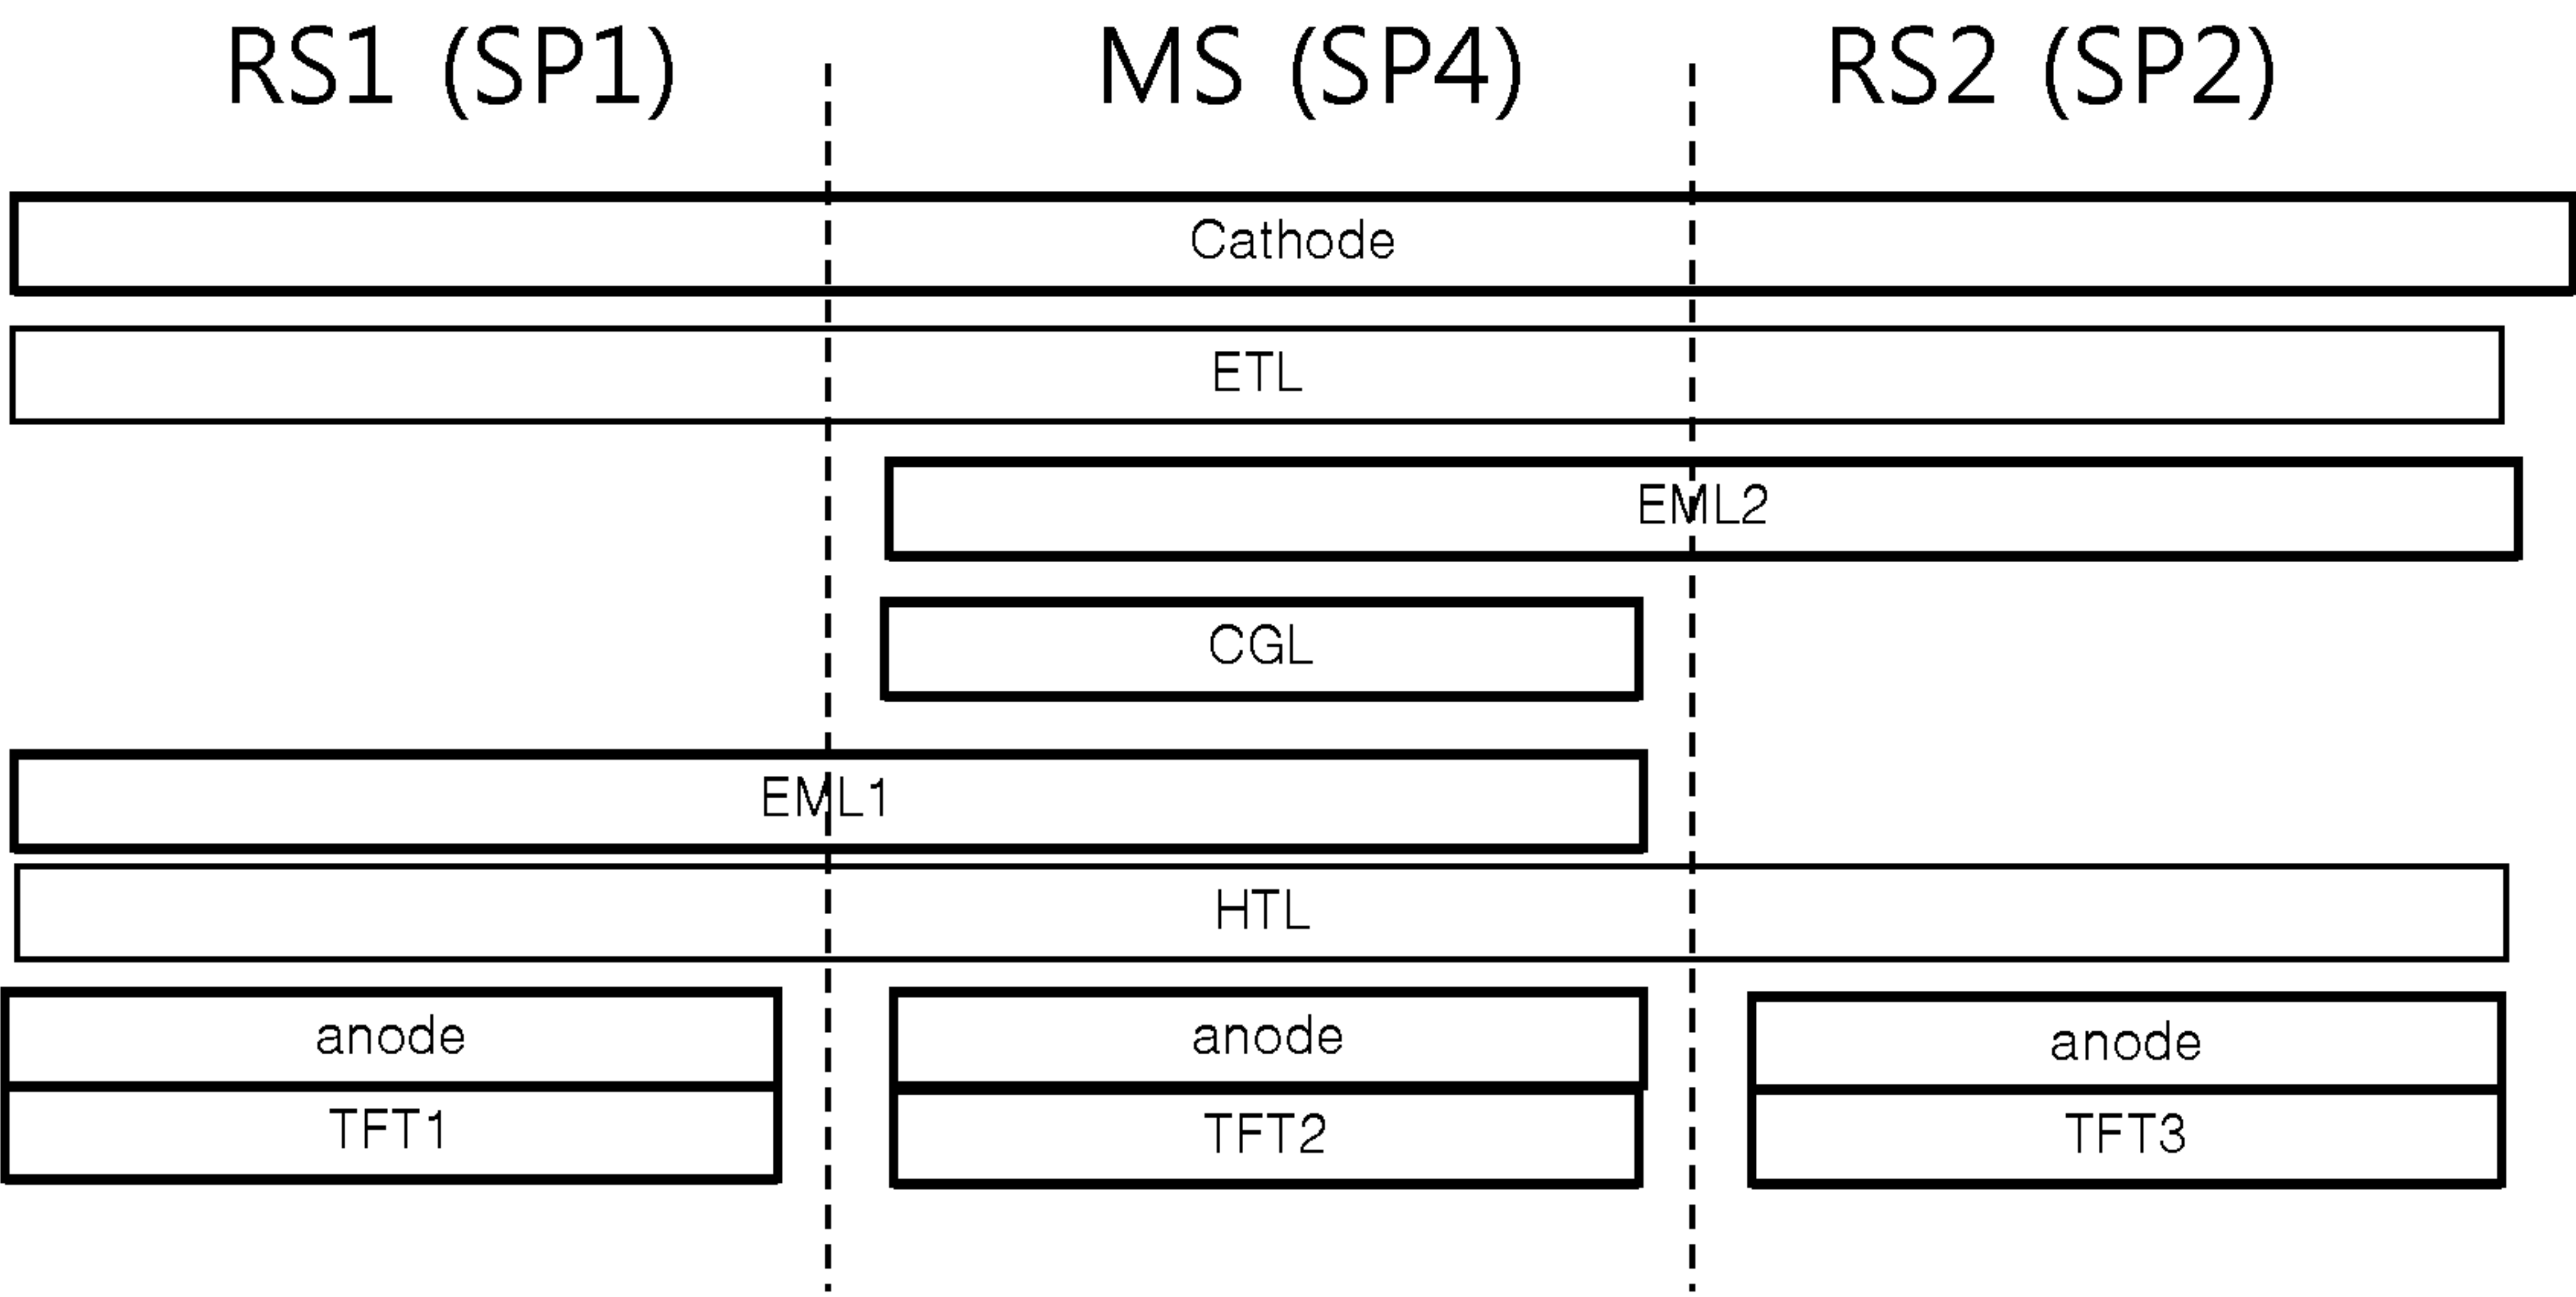 RS1 (SP1) MS (SP4) RS2 (SP2)
Cathode
ETL
EML2
CGL
EML1
HTL
anode anode anode
TFT1 TFT2 TFT3